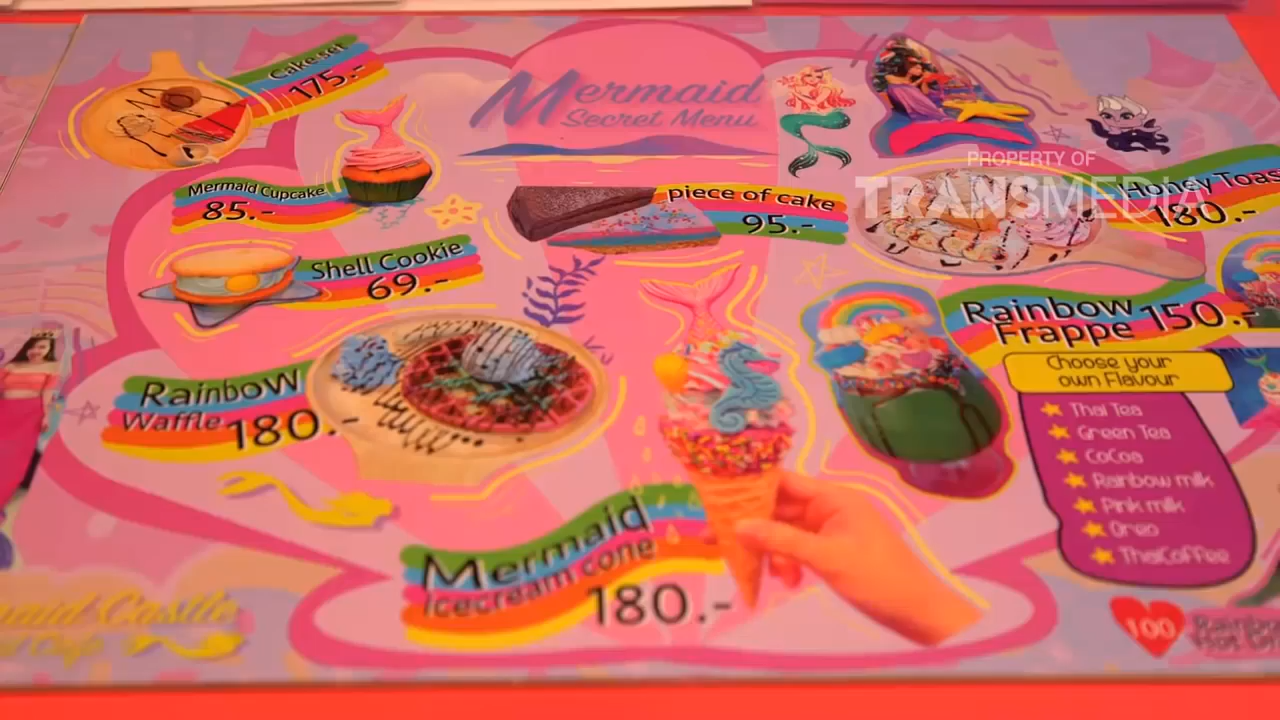 Cake set
175.-
Mermaid
Secret Menu
PROPERTY OF
TRANSMEDIA
Mermaid Cupcake
85.-
piece of cake
95.-
Honey Toast
180.-
Shell Cookie
69.-
Rainbow
Frappe 150.-
Choose your
own Flavour
Thai Tea
Green Tea
CoCoa
Rainbow milk
Pink milk
Oreo
ThaiCoffee
RainboW
Waffle 180.-
Mermaid
icecream cone
180.-
Castle
100